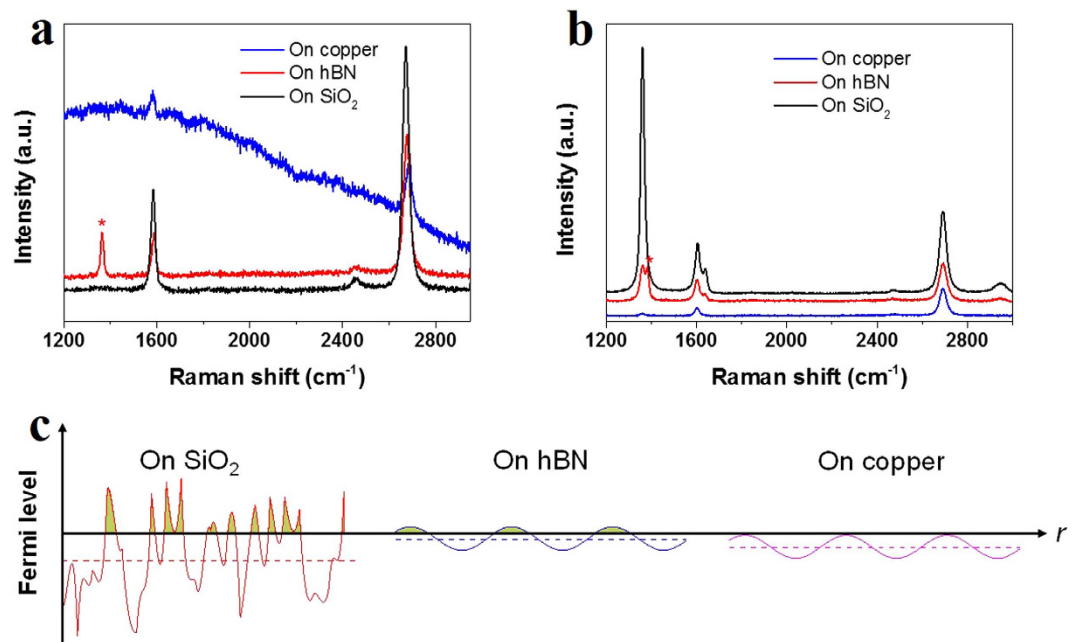 a
On copper
On hBN
On SiO₂
*
Intensity (a.u.)
1200 1600 2000 2400 2800
Raman shift (cm⁻¹)
b
On copper
On hBN
On SiO₂
*
Intensity (a.u.)
1200 1600 2000 2400 2800
Raman shift (cm⁻¹)
c
On SiO₂ On hBN On copper
Fermi level
r